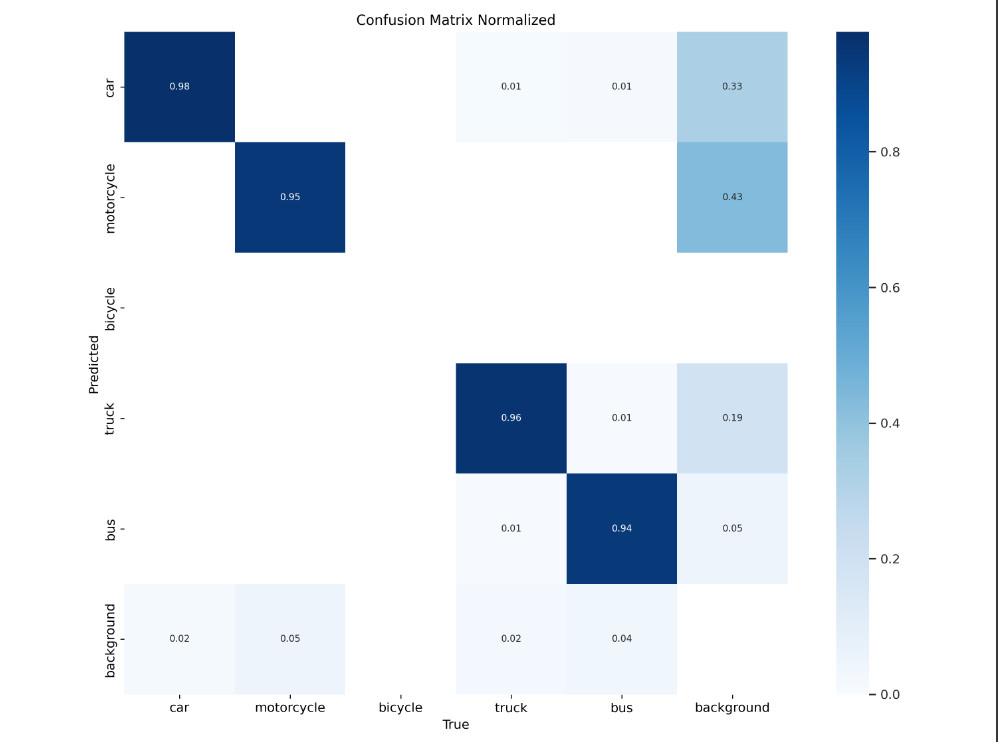 Confusion Matrix Normalized
car
0.98
0.01
0.01
0.33
motorcycle
0.95
0.43
bicycle
truck
0.96
0.01
0.19
bus
0.01
0.94
0.05
background
0.02
0.05
0.02
0.04
Predicted
car
motorcycle
bicycle
truck
bus
background
True
0.8
0.6
0.4
0.2
0.0